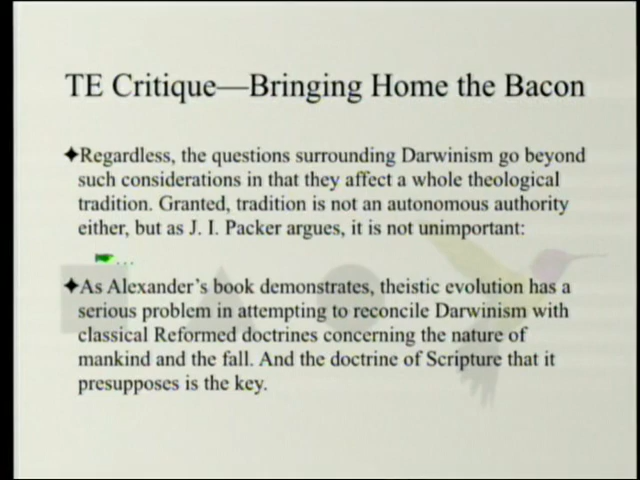 TE Critique—Bringing Home the Bacon
✦Regardless, the questions surrounding Darwinism go beyond
such considerations in that they affect a whole theological
tradition. Granted, tradition is not an autonomous authority
either, but as J. I. Packer argues, it is not unimportant:
...
✦As Alexander's book demonstrates, theistic evolution has a
serious problem in attempting to reconcile Darwinism with
classical Reformed doctrines concerning the nature of
mankind and the fall. And the doctrine of Scripture that it
presupposes is the key.